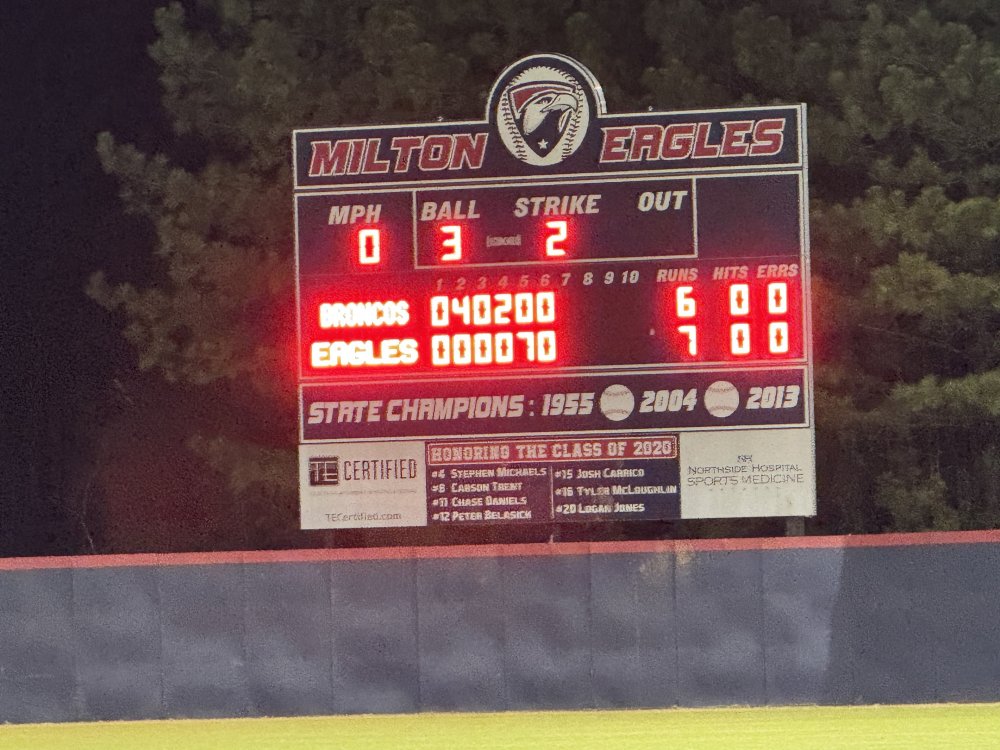 MILTON EAGLES
MPH BALL STRIKE OUT
0 3 2
1 2 3 4 5 6 7 8 9 10 RUNS HITS ERRS
BRONCOS 040200 6 0 0
EAGLES 000070 7 0 0
STATE CHAMPIONS: 1955 2004 2013
HONORING THE CLASS OF 2020
TE CERTIFIED
TECertified.com
#4 STEPHEN MICHAELS
#8 CARSON TRENT
#11 CHASE DANIELS
#12 PETER BELASICK
#15 JOSH CARRICO
#16 TYLER MCLOUGHLIN
#20 LOGAN JONES
NORTHSIDE HOSPITAL
SPORTS MEDICINE